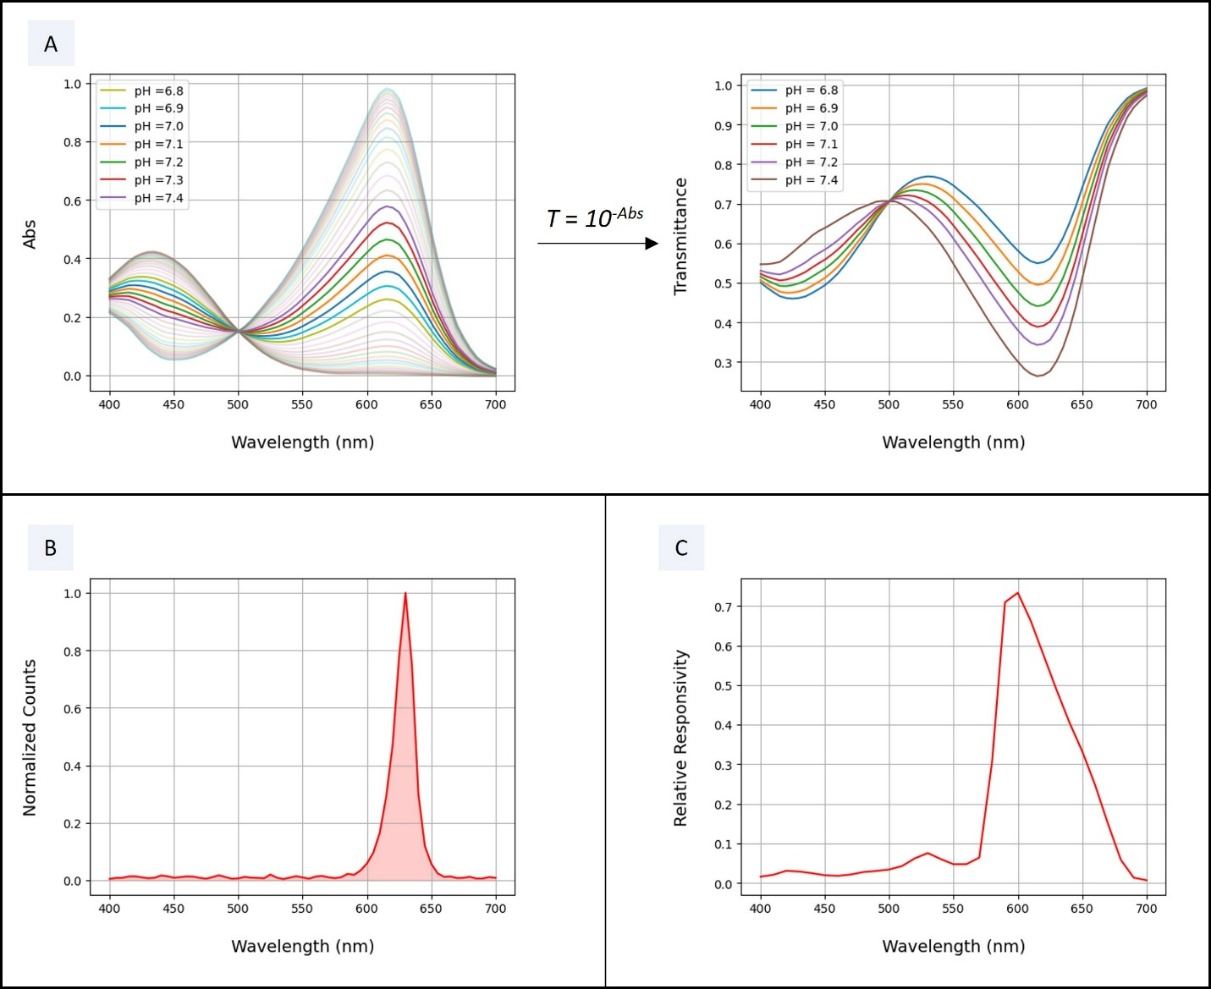 A
1.0
0.8
0.6
0.4
0.2
0.0
Abs
pH =6.8
pH =6.9
pH =7.0
pH =7.1
pH =7.2
pH =7.3
pH =7.4
400 450 500 550 600 650 700
Wavelength (nm)
T = 10-Abs
1.0
0.9
0.8
0.7
0.6
0.5
0.4
0.3
Transmittance
pH = 6.8
pH = 6.9
pH = 7.0
pH = 7.1
pH = 7.2
pH = 7.4
400 450 500 550 600 650 700
Wavelength (nm)
B
1.0
0.8
0.6
0.4
0.2
0.0
Normalized Counts
400 450 500 550 600 650 700
Wavelength (nm)
C
0.7
0.6
0.5
0.4
0.3
0.2
0.1
0.0
Relative Responsivity
400 450 500 550 600 650 700
Wavelength (nm)